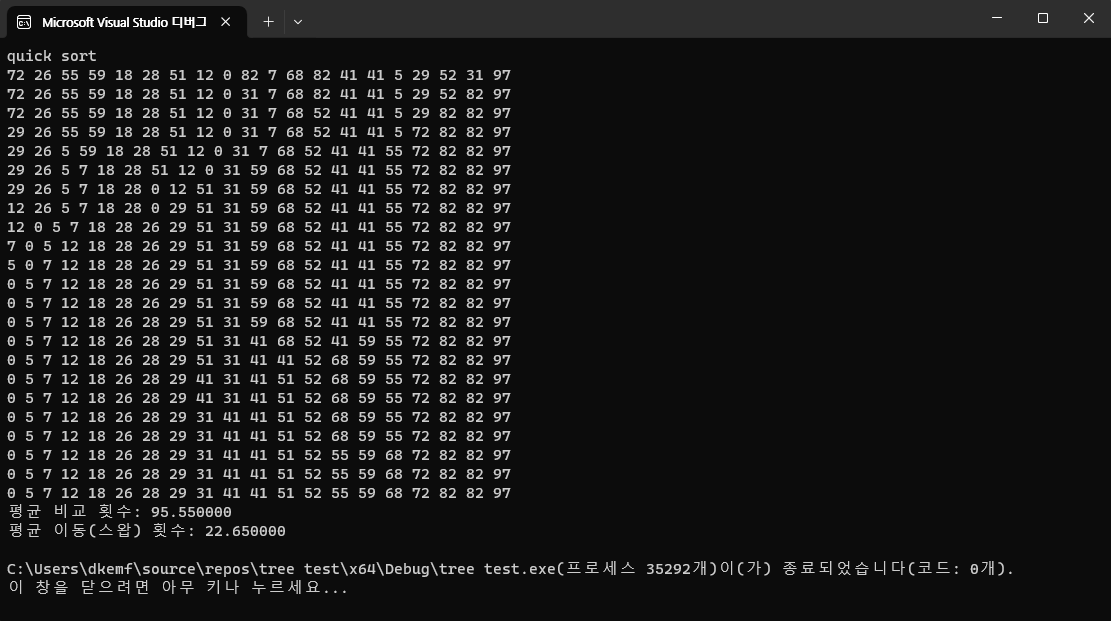 Microsoft Visual Studio 디버그
quick sort
72 26 55 59 18 28 51 12 0 82 7 68 82 41 41 5 29 52 31 97
72 26 55 59 18 28 51 12 0 31 7 68 82 41 41 5 29 52 82 97
72 26 55 59 18 28 51 12 0 31 7 68 52 41 41 5 29 82 82 97
29 26 55 59 18 28 51 12 0 31 7 68 52 41 41 5 72 82 82 97
29 26 5 59 18 28 51 12 0 31 7 68 52 41 41 55 72 82 82 97
29 26 5 7 18 28 51 12 0 31 59 68 52 41 41 55 72 82 82 97
29 26 5 7 18 28 0 12 51 31 59 68 52 41 41 55 72 82 82 97
12 26 5 7 18 28 0 29 51 31 59 68 52 41 41 55 72 82 82 97
12 0 5 7 18 28 26 29 51 31 59 68 52 41 41 55 72 82 82 97
7 0 5 12 18 28 26 29 51 31 59 68 52 41 41 55 72 82 82 97
5 0 7 12 18 28 26 29 51 31 59 68 52 41 41 55 72 82 82 97
0 5 7 12 18 28 26 29 51 31 59 68 52 41 41 55 72 82 82 97
0 5 7 12 18 28 26 29 51 31 59 68 52 41 41 55 72 82 82 97
0 5 7 12 18 26 28 29 51 31 59 68 52 41 41 55 72 82 82 97
0 5 7 12 18 26 28 29 51 31 41 68 52 41 59 55 72 82 82 97
0 5 7 12 18 26 28 29 51 31 41 41 52 68 59 55 72 82 82 97
0 5 7 12 18 26 28 29 41 31 41 51 52 68 59 55 72 82 82 97
0 5 7 12 18 26 28 29 41 31 41 51 52 68 59 55 72 82 82 97
0 5 7 12 18 26 28 29 31 41 41 51 52 68 59 55 72 82 82 97
0 5 7 12 18 26 28 29 31 41 41 51 52 68 59 55 72 82 82 97
0 5 7 12 18 26 28 29 31 41 41 51 52 55 59 68 72 82 82 97
0 5 7 12 18 26 28 29 31 41 41 51 52 55 59 68 72 82 82 97
0 5 7 12 18 26 28 29 31 41 41 51 52 55 59 68 72 82 82 97
평균 비교 횟수: 95.550000
평균 이동(스왑) 횟수: 22.650000
C:\Users\dkemf\source\repos\tree test\x64\Debug\tree test.exe(프로세스 35292개)이(가) 종료되었습니다(코드: 0개).
이 창을 닫으려면 아무 키나 누르세요...